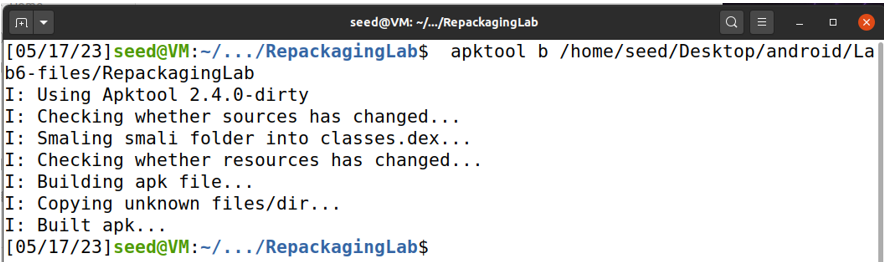 seed@VM: ~/.../RepackagingLab
[05/17/23]seed@VM:~/.../RepackagingLab$  apktool b /home/seed/Desktop/android/La
b6-files/RepackagingLab
I: Using Apktool 2.4.0-dirty
I: Checking whether sources has changed...
I: Smaling smali folder into classes.dex...
I: Checking whether resources has changed...
I: Building apk file...
I: Copying unknown files/dir...
I: Built apk...
[05/17/23]seed@VM:~/.../RepackagingLab$